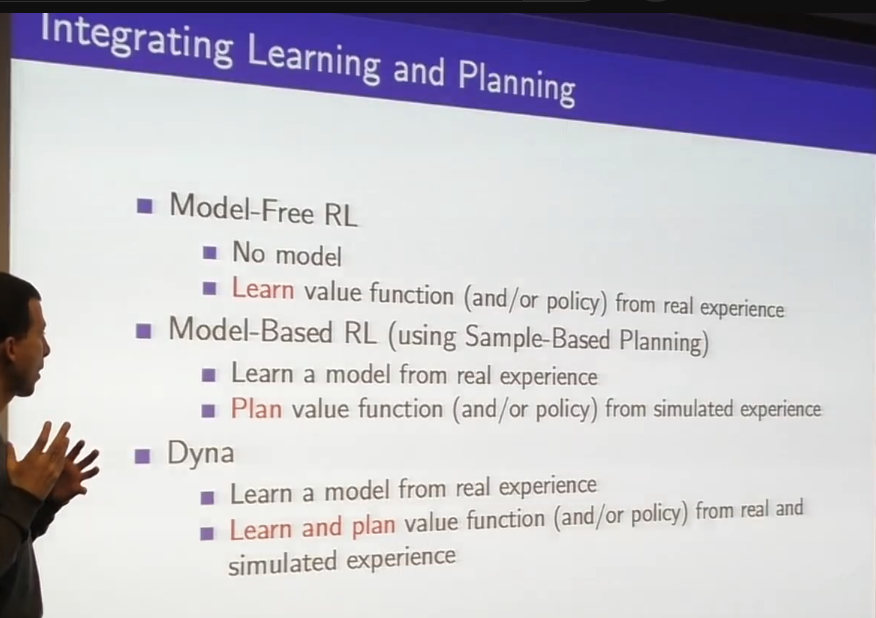 Integrating Learning and Planning
Model-Free RL
No model
Learn value function (and/or policy) from real experience
Model-Based RL (using Sample-Based Planning)
Learn a model from real experience
Plan value function (and/or policy) from simulated experience
Dyna
Learn a model from real experience
Learn and plan value function (and/or policy) from real and
simulated experience